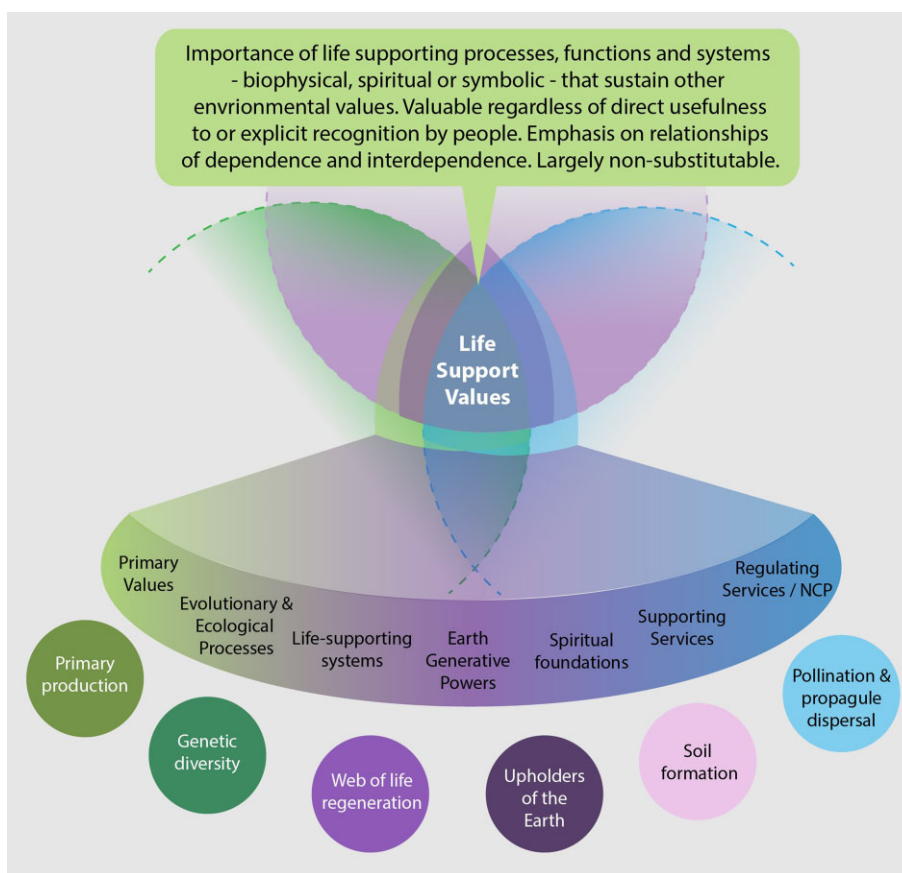 Importance of life supporting processes, functions and systems
- biophysical, spiritual or symbolic - that sustain other
envrionmental values. Valuable regardless of direct usefulness
to or explicit recognition by people. Emphasis on relationships
of dependence and interdependence. Largely non-substitutable.
Life
Support
Values
Primary
Values
Evolutionary &
Ecological
Processes
Life-supporting
systems
Earth
Generative
Powers
Spiritual
foundations
Supporting
Services
Regulating
Services / NCP
Primary
production
Genetic
diversity
Web of life
regeneration
Upholders
of the
Earth
Soil
formation
Pollination &
propagule
dispersal